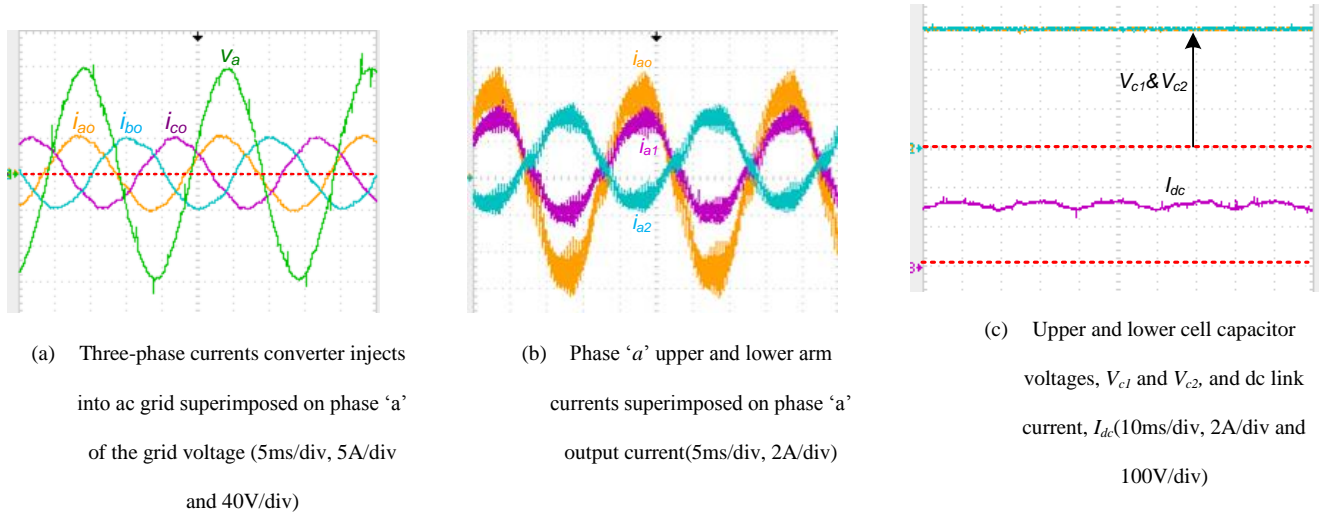 va
iao
ibo
ico
iao
ia1
ia2
Vc1&Vc2
Idc
(a) Three-phase currents converter injects
into ac grid superimposed on phase ‘a’
of the grid voltage (5ms/div, 5A/div
and 40V/div)
(b) Phase ‘a’ upper and lower arm
currents superimposed on phase ‘a’
output current(5ms/div, 2A/div)
(c) Upper and lower cell capacitor
voltages, Vc1 and Vc2, and dc link
current, Idc(10ms/div, 2A/div and
100V/div)